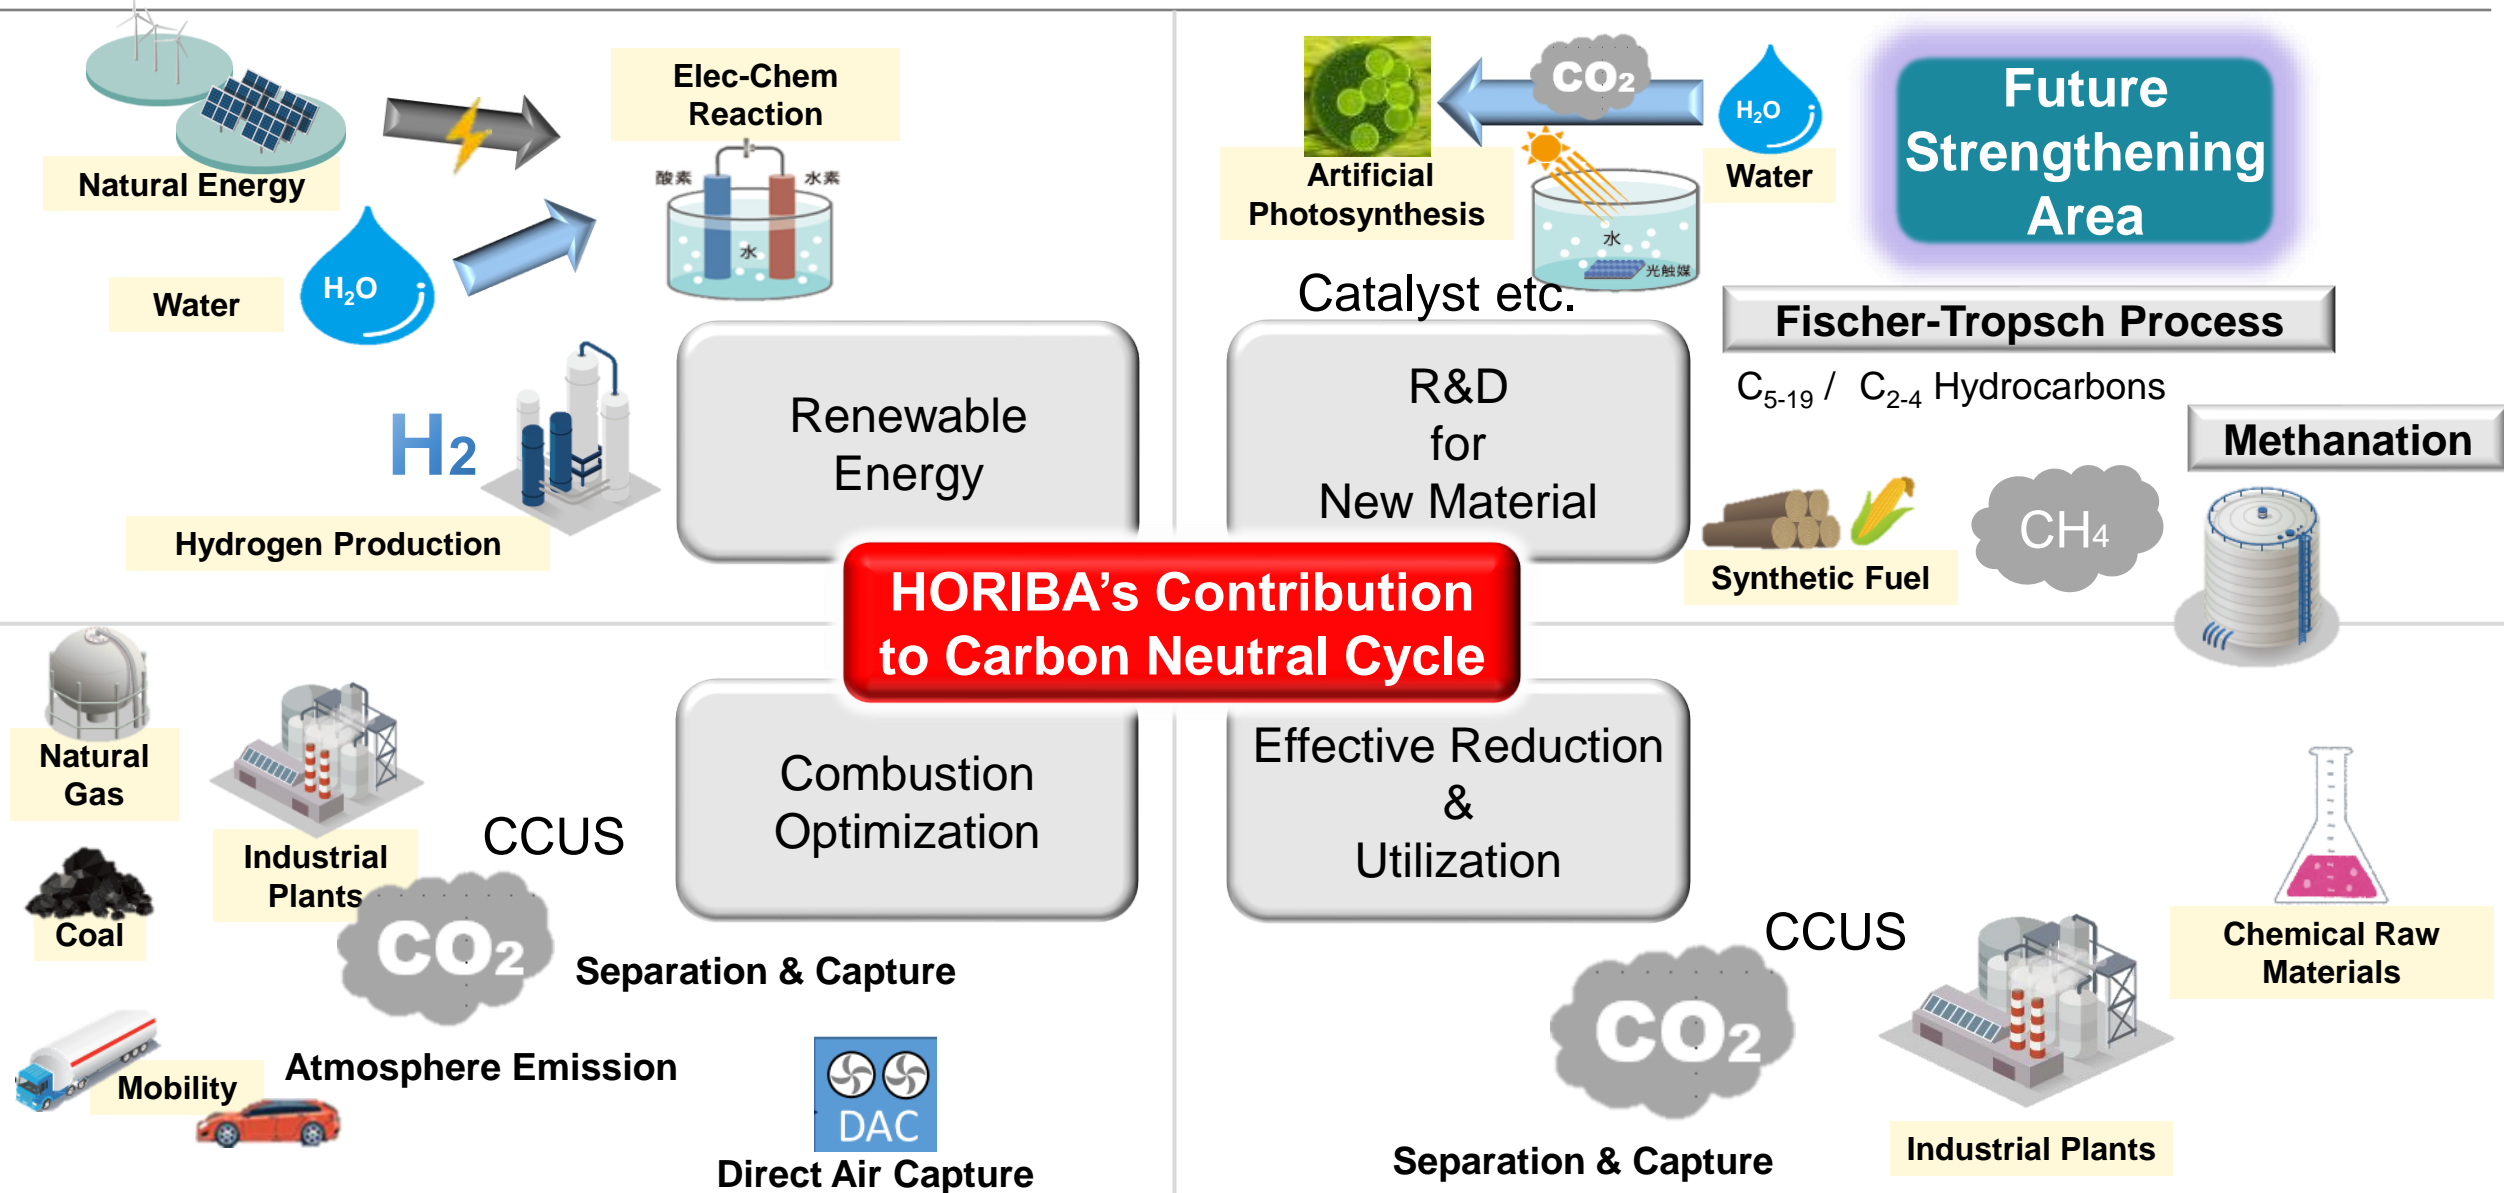 Natural Energy
Elec-Chem
Reaction
酸素
水素
水
Water
H₂O
H₂
Hydrogen Production
Renewable
Energy
Artificial
Photosynthesis
CO₂
H₂O
Water
水
光触媒
Catalyst etc.
Future
Strengthening
Area
Fischer-Tropsch Process
C₅₋₁₉ / C₂₋₄ Hydrocarbons
Methanation
R&D
for
New Material
Synthetic Fuel
CH₄
HORIBA’s Contribution
to Carbon Neutral Cycle
Natural
Gas
Industrial
Plants
Coal
CCUS
CO₂
Separation & Capture
Combustion
Optimization
Mobility
Atmosphere Emission
DAC
Direct Air Capture
Effective Reduction
&
Utilization
CCUS
CO₂
Separation & Capture
Industrial Plants
Chemical Raw
Materials